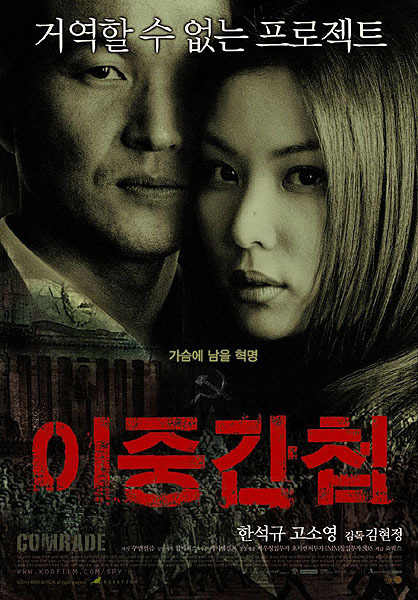 거역할 수 없는 프로젝트
가슴에 남을 혁명
이중간첩
한석규 고소영 감독 김현정
COMRADE
WWW.KOOFILM.COM/SPY